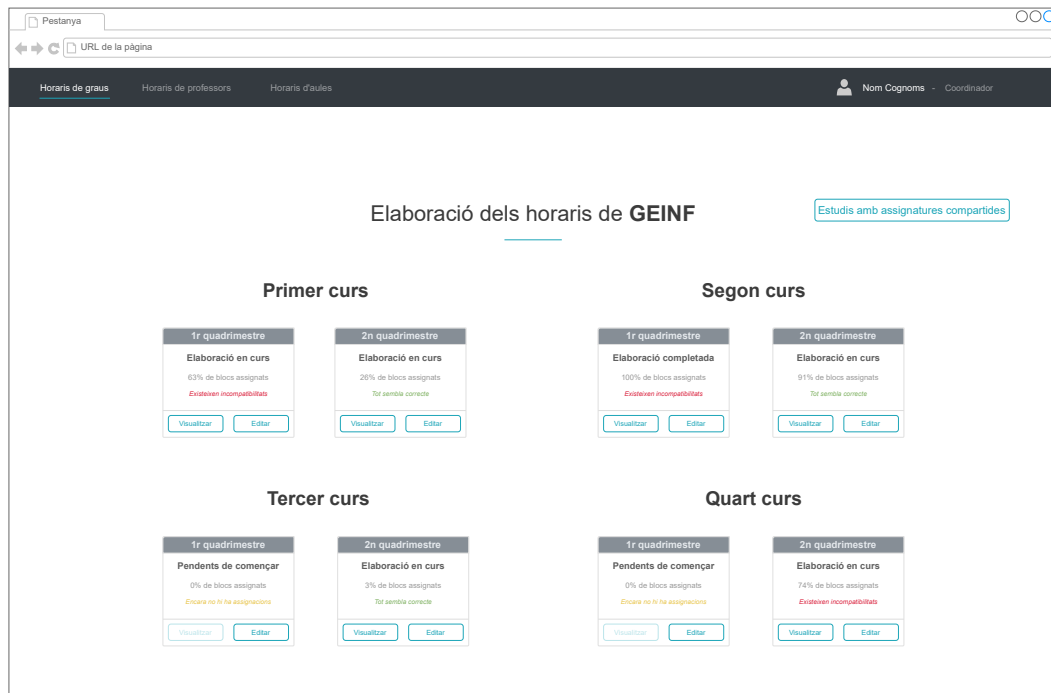 Pestanya
URL de la pàgina
Horaris de graus
Horaris de professors
Horaris d'aules
Nom Cognoms - Coordinador
Elaboració dels horaris de GEINF
Estudis amb assignatures compartides
Primer curs
1r quadrimestre
Elaboració en curs
63% de blocs assignats
Existeixen incompatibilitats
Visualitzar
Editar
2n quadrimestre
Elaboració en curs
26% de blocs assignats
Tot sembla correcte
Visualitzar
Editar
Segon curs
1r quadrimestre
Elaboració completada
100% de blocs assignats
Existeixen incompatibilitats
Visualitzar
Editar
2n quadrimestre
Elaboració en curs
91% de blocs assignats
Tot sembla correcte
Visualitzar
Editar
Tercer curs
1r quadrimestre
Pendents de començar
0% de blocs assignats
Encara no hi ha assignacions
Visualitzar
Editar
2n quadrimestre
Elaboració en curs
3% de blocs assignats
Tot sembla correcte
Visualitzar
Editar
Quart curs
1r quadrimestre
Pendents de començar
0% de blocs assignats
Encara no hi ha assignacions
Visualitzar
Editar
2n quadrimestre
Elaboració en curs
74% de blocs assignats
Existeixen incompatibilitats
Visualitzar
Editar